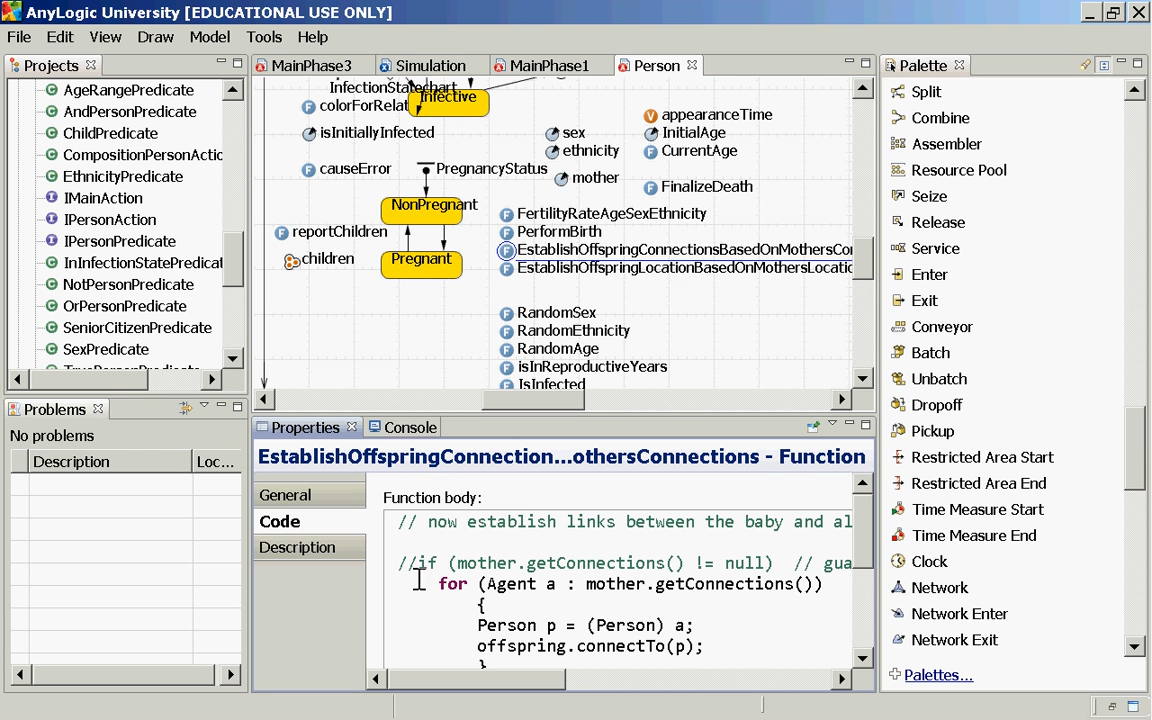 AnyLogic University [EDUCATIONAL USE ONLY]
File Edit View Draw Model Tools Help
Projects
AgeRangePredicate
AndPersonPredicate
ChildPredicate
CompositionPersonActic
EthnicityPredicate
IMainAction
IPersonAction
IPersonPredicate
InInfectionStatePredicat
NotPersonPredicate
OrPersonPredicate
SeniorCitizenPredicate
SexPredicate
Problems
No problems
Description Loc...
MainPhase3 Simulation MainPhase1 Person
InfectionStatechart
Infective
colorForRelat
isInitiallyInfected
causeError
PregnancyStatus
NonPregnant
Pregnant
reportChildren
children
sex
ethnicity
mother
appearanceTime
InitialAge
CurrentAge
FinalizeDeath
FertilityRateAgeSexEthnicity
PerformBirth
EstablishOffspringConnectionsBasedOnMothersCor
EstablishOffspringLocationBasedOnMothersLocatic
RandomSex
RandomEthnicity
RandomAge
isInReproductiveYears
IsInfected
Properties Console
EstablishOffspringConnection...othersConnections - Function
General
Code
Description
Function body:
// now establish links between the baby and al
//if (mother.getConnections() != null) // gua
for (Agent a : mother.getConnections())
{
Person p = (Person) a;
offspring.connectTo(p);
}
Palette
Split
Combine
Assembler
Resource Pool
Seize
Release
Service
Enter
Exit
Conveyor
Batch
Unbatch
Dropoff
Pickup
Restricted Area Start
Restricted Area End
Time Measure Start
Time Measure End
Clock
Network
Network Enter
Network Exit
Palettes...